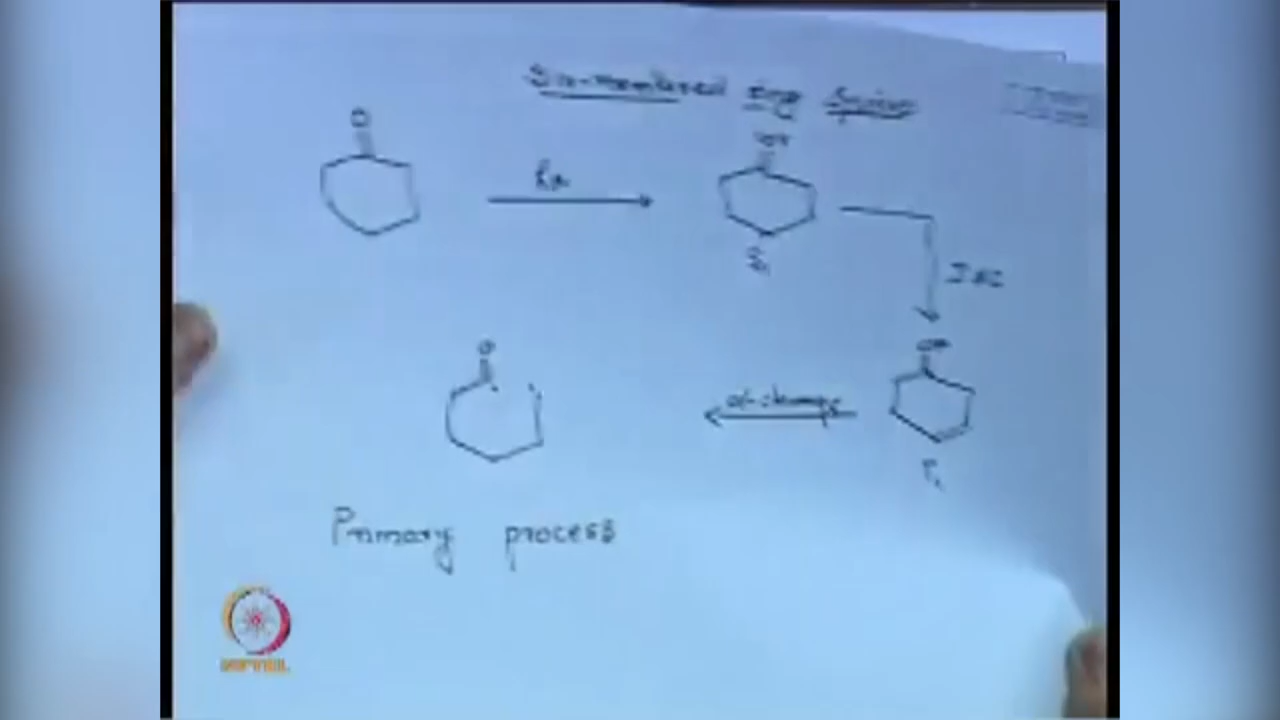 Six-membered ring System
O
hν
O*
S₁
ISC
O
O*
α-cleavage
T₁
Primary process
NPTEL